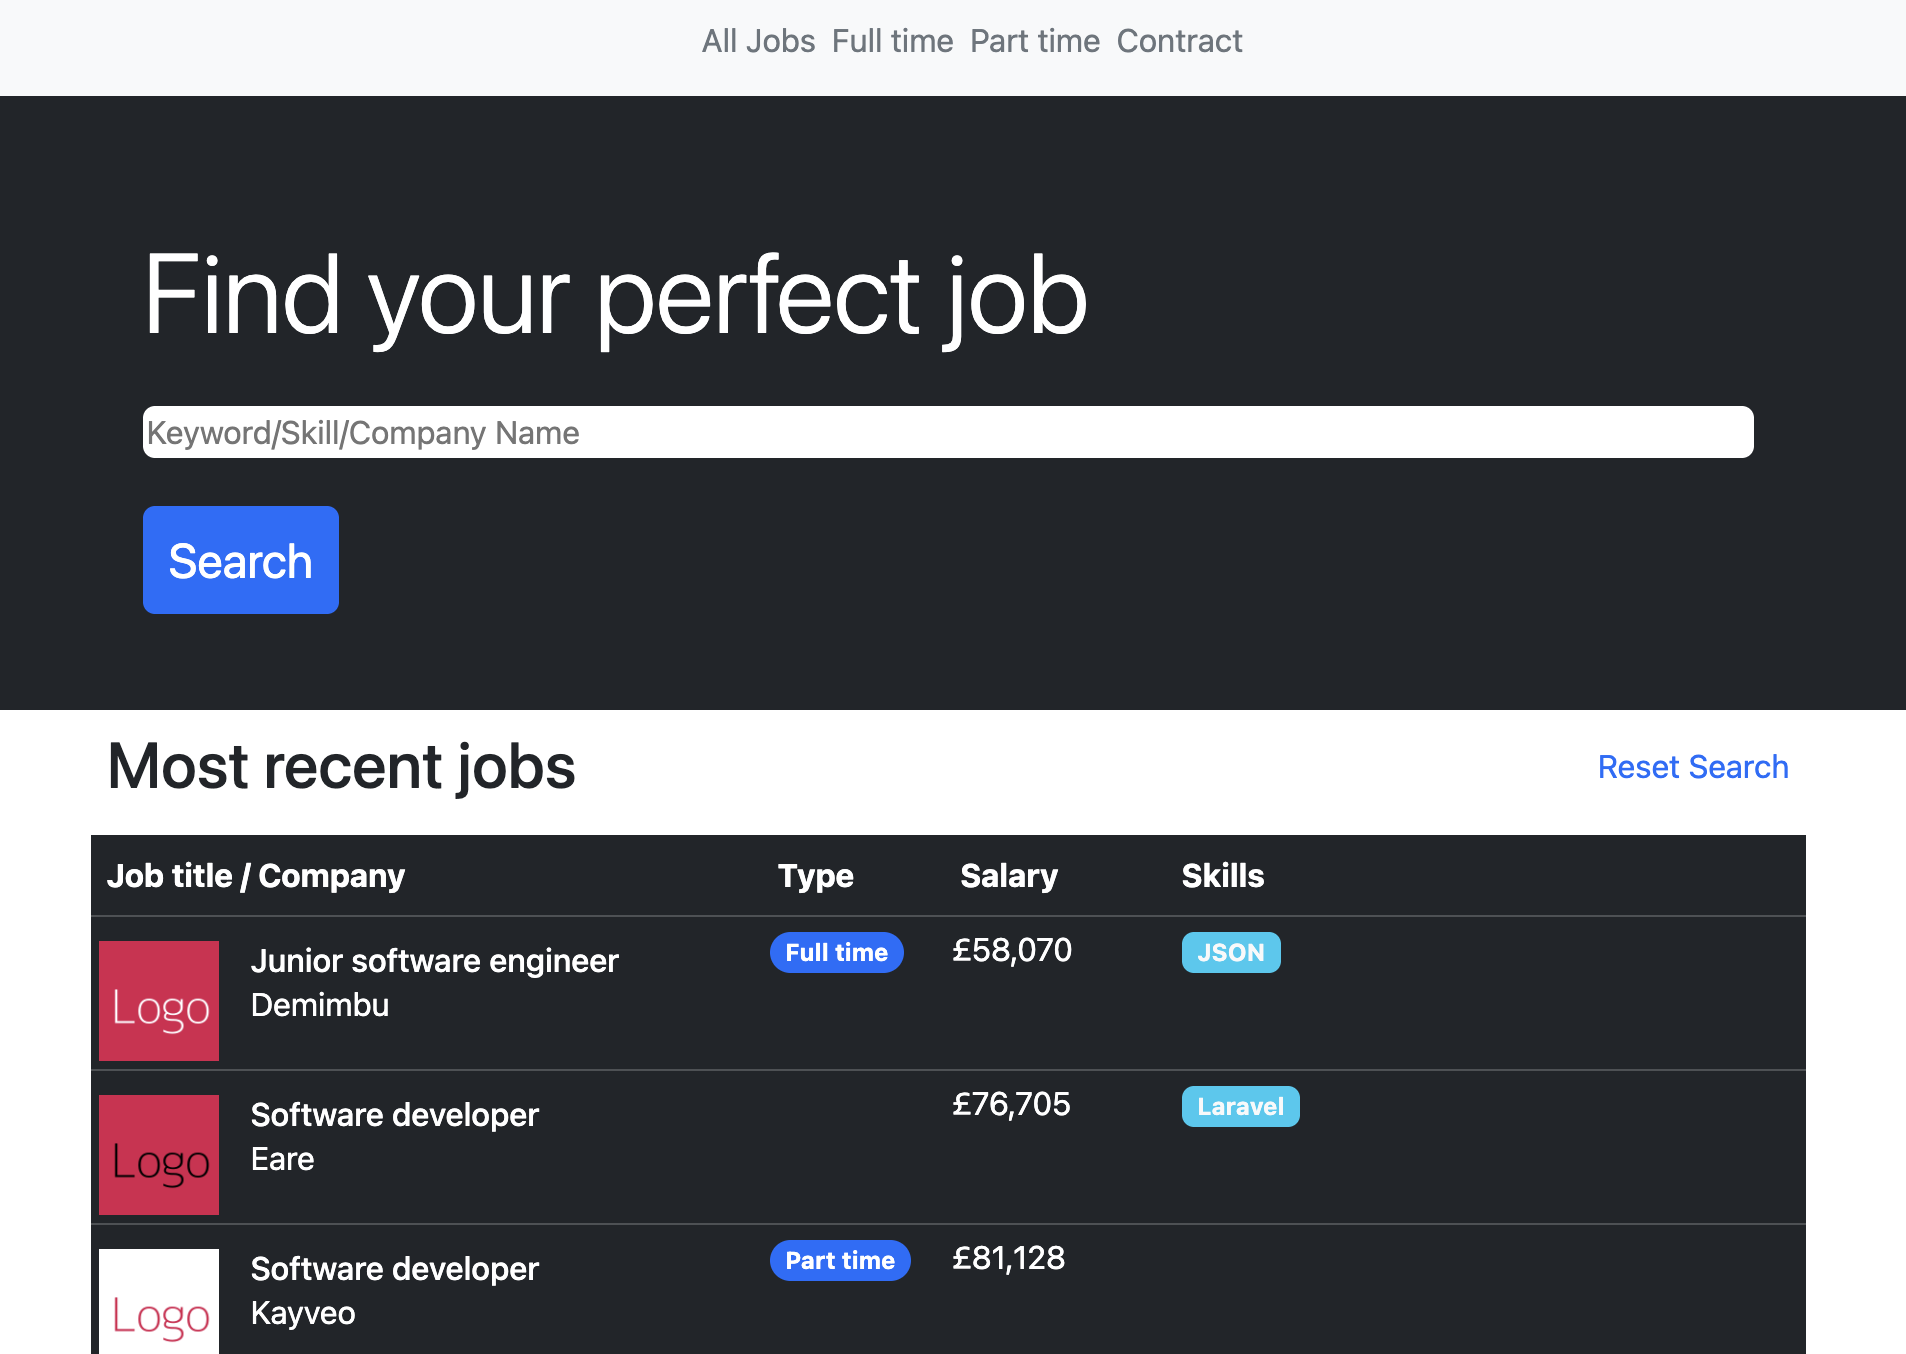 All Jobs Full time Part time Contract
Find your perfect job
Keyword/Skill/Company Name
Search
Most recent jobs
Reset Search
Job title / Company Type Salary Skills
Logo
Junior software engineer
Demimbu
Full time
£58,070
JSON
Logo
Software developer
Eare
£76,705
Laravel
Logo
Software developer
Kayveo
Part time
£81,128